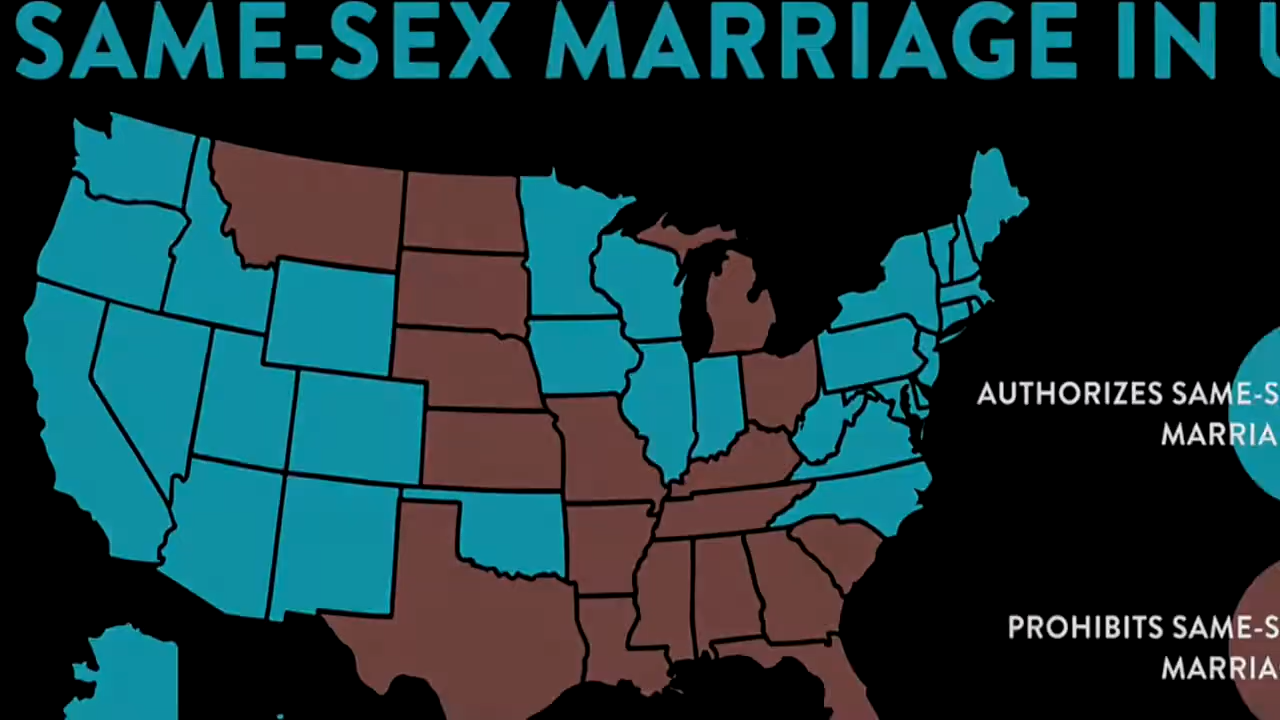 SAME-SEX MARRIAGE IN
AUTHORIZES SAME-S
MARRIA
PROHIBITS SAME-S
MARRIA